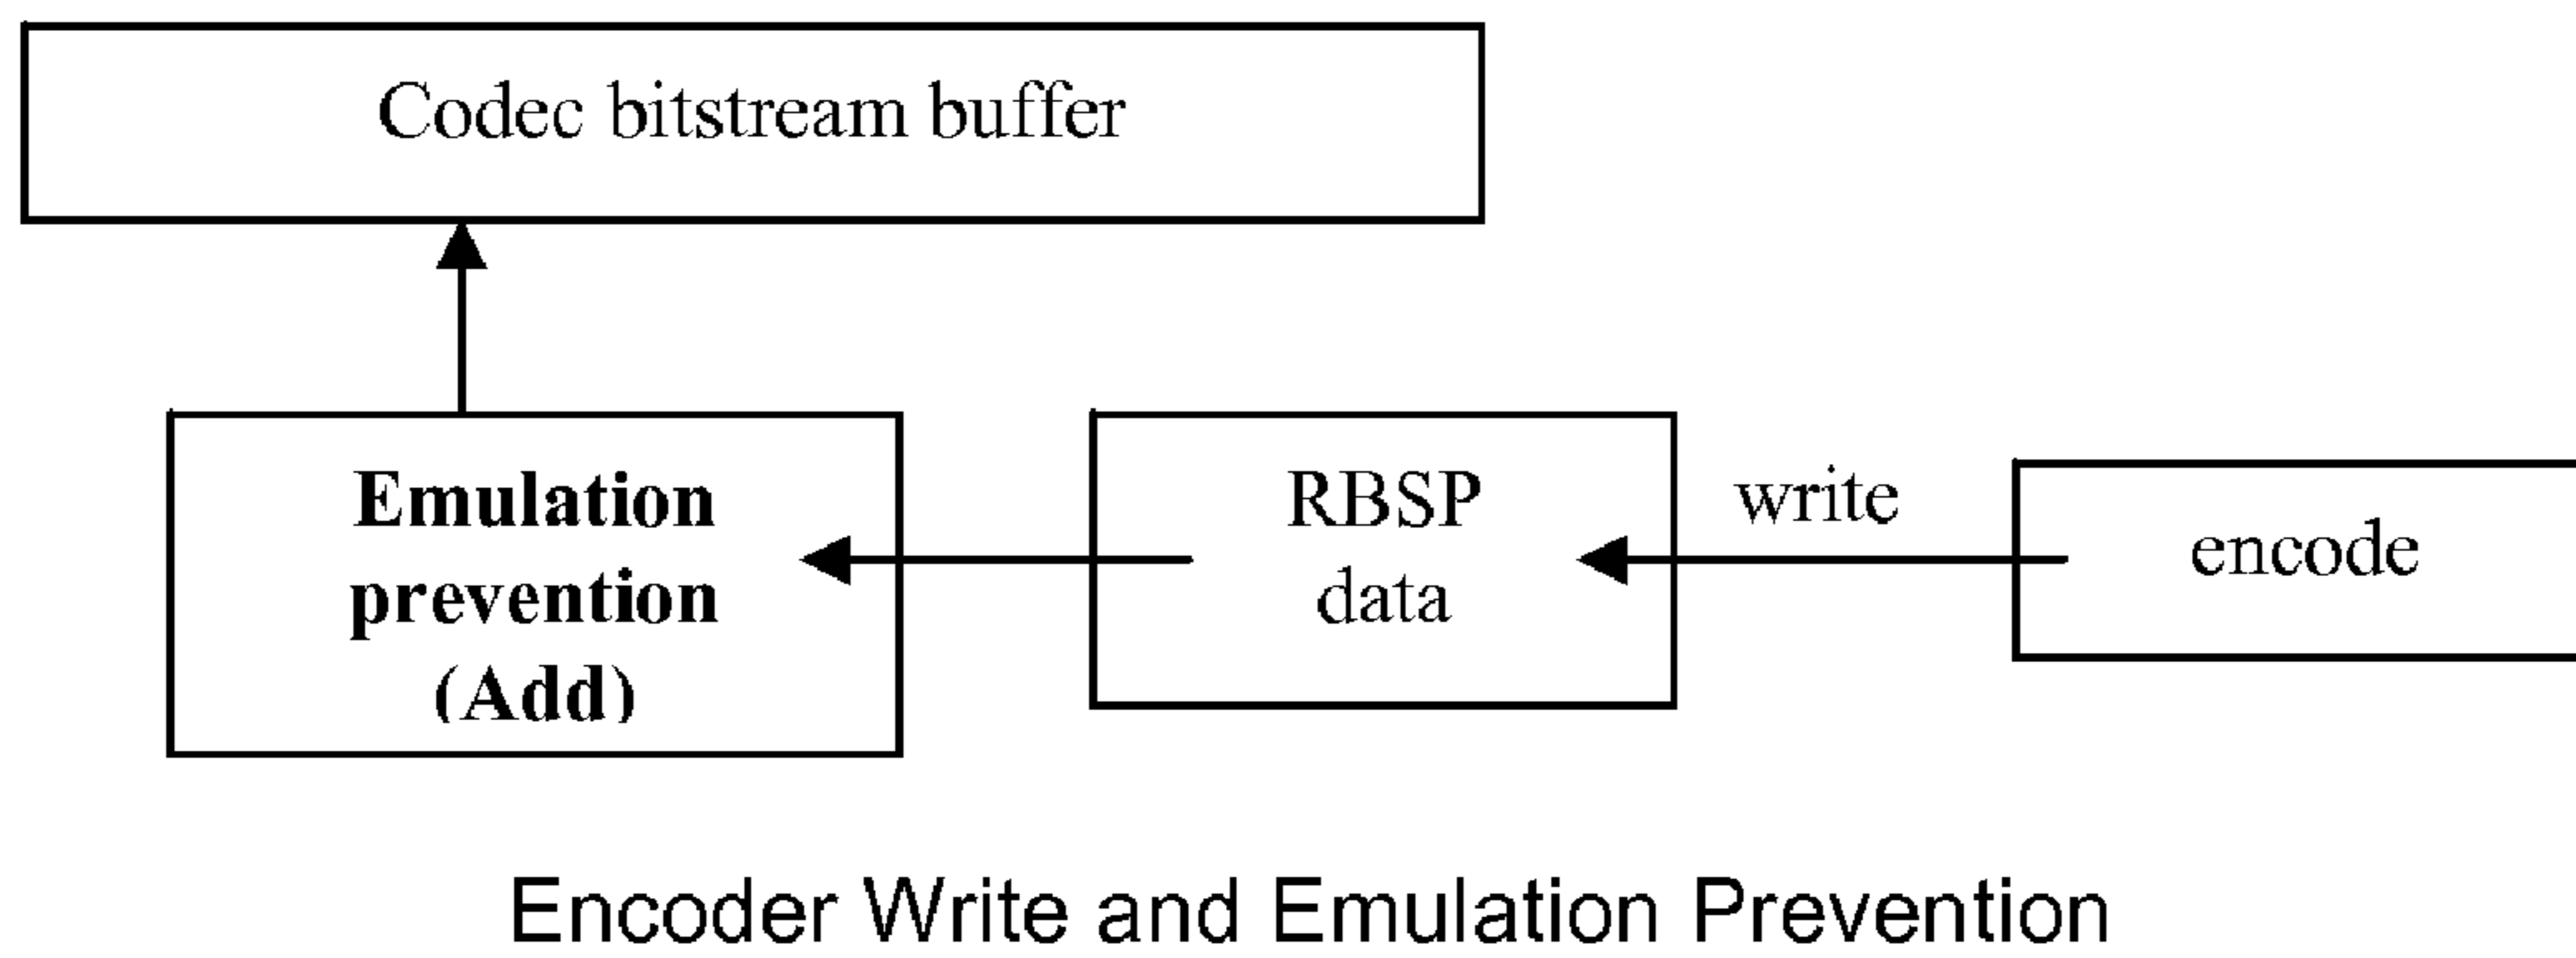 Codec bitstream buffer
Emulation
prevention
(Add)
RBSP
data
write
encode
Encoder Write and Emulation Prevention